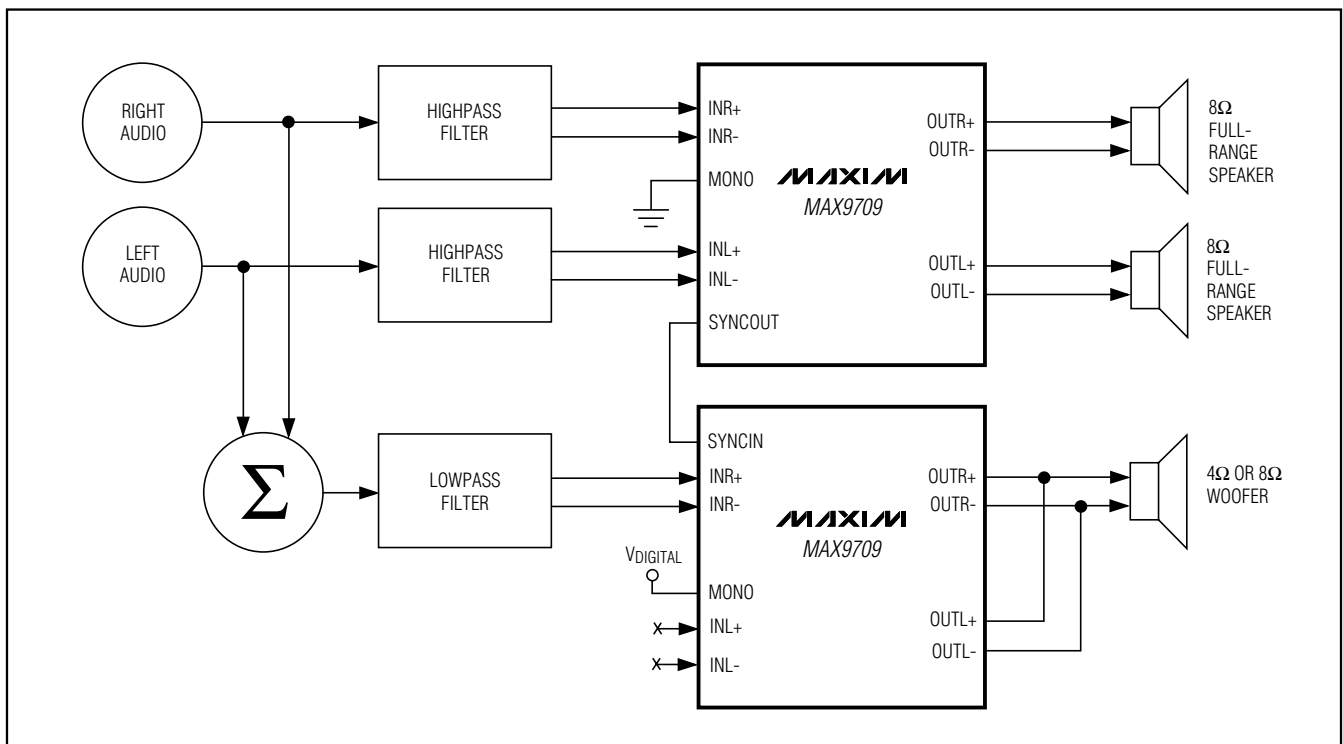 RIGHT
AUDIO
HIGHPASS
FILTER
INR+
INR-
MONO
MAXIM
MAX9709
OUTR+
OUTR-
8Ω
FULL-
RANGE
SPEAKER
LEFT
AUDIO
HIGHPASS
FILTER
INL+
INL-
SYNCOUT
OUTL+
OUTL-
8Ω
FULL-
RANGE
SPEAKER
Σ
LOWPASS
FILTER
SYNCIN
INR+
INR-
VDIGITAL
MONO
INL+
INL-
MAXIM
MAX9709
OUTR+
OUTR-
OUTL+
OUTL-
4Ω OR 8Ω
WOOFER